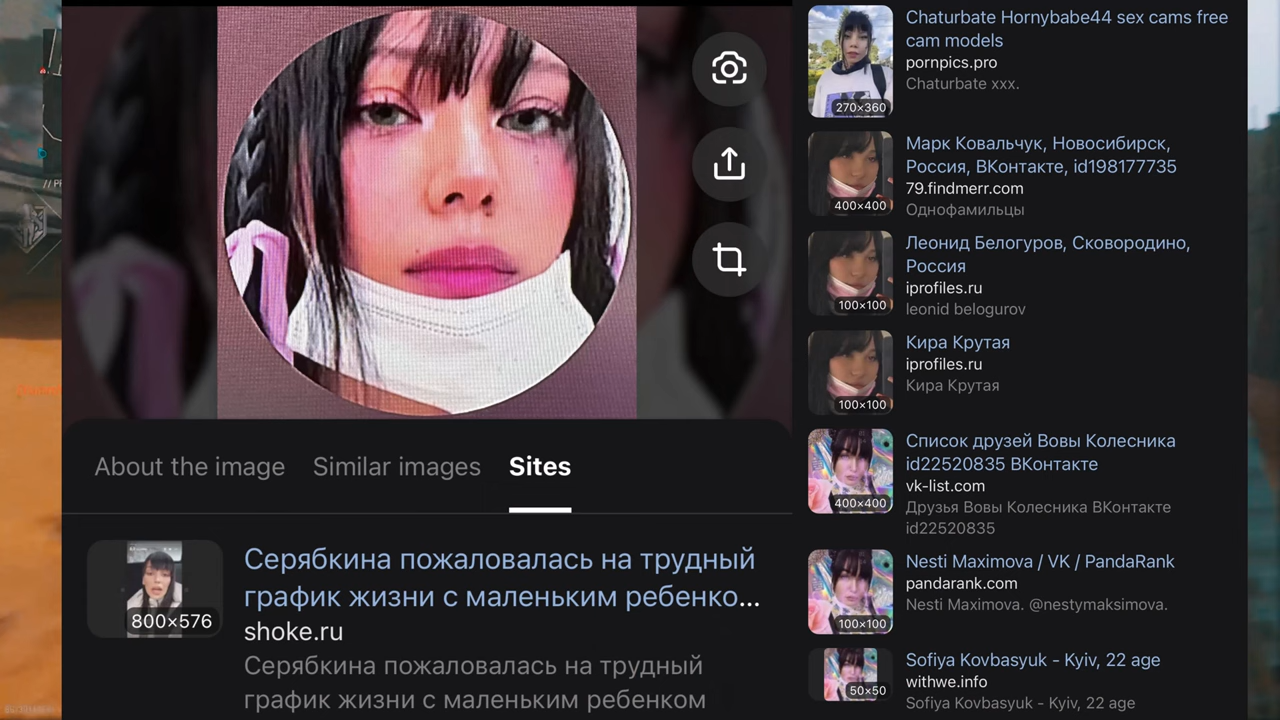 // PR
About the image
Similar images
Sites
800×576
Серябкина пожаловалась на трудный
график жизни с маленьким ребенко...
shoke.ru
Серябкина пожаловалась на трудный
график жизни с маленьким ребенком
Chaturbate Hornybabe44 sex cams free
cam models
pornpics.pro
Chaturbate xxx.
270×360
Марк Ковальчук, Новосибирск,
Россия, ВКонтакте, id198177735
79.findmerr.com
Однофамильцы
400×400
Леонид Белогуров, Сковородино,
Россия
iprofiles.ru
leonid belogurov
100×100
Кира Крутая
iprofiles.ru
Кира Крутая
100×100
Список друзей Вовы Колесника
id22520835 ВКонтакте
vk-list.com
Друзья Вовы Колесника ВКонтакте
id22520835
400×400
Nesti Maximova / VK / PandaRank
pandarank.com
Nesti Maximova. @nestymaksimova.
100×100
Sofiya Kovbasyuk - Kyiv, 22 age
withwe.info
Sofiya Kovbasyuk - Kyiv, 22 age
50×50